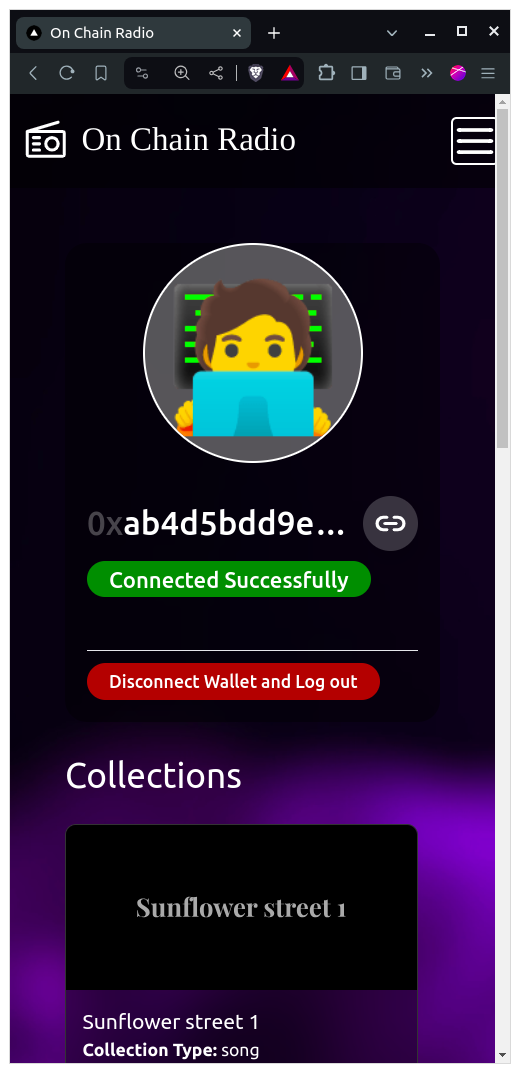 On Chain Radio
On Chain Radio
0xab4d5bdd9e...
Connected Successfully
Disconnect Wallet and Log out
Collections
Sunflower street 1
Sunflower street 1
Collection Type: song